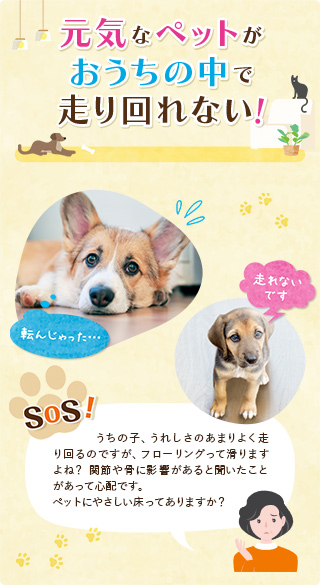 元気なペットが
おうちの中で
走り回れない!
走れない
です
転んじゃった…
SOS!
うちの子、うれしさのあまりよく走
り回るのですが、フローリングって滑ります
よね? 関節や骨に影響があると聞いたこと
があって心配です。
ペットにやさしい床ってありますか?